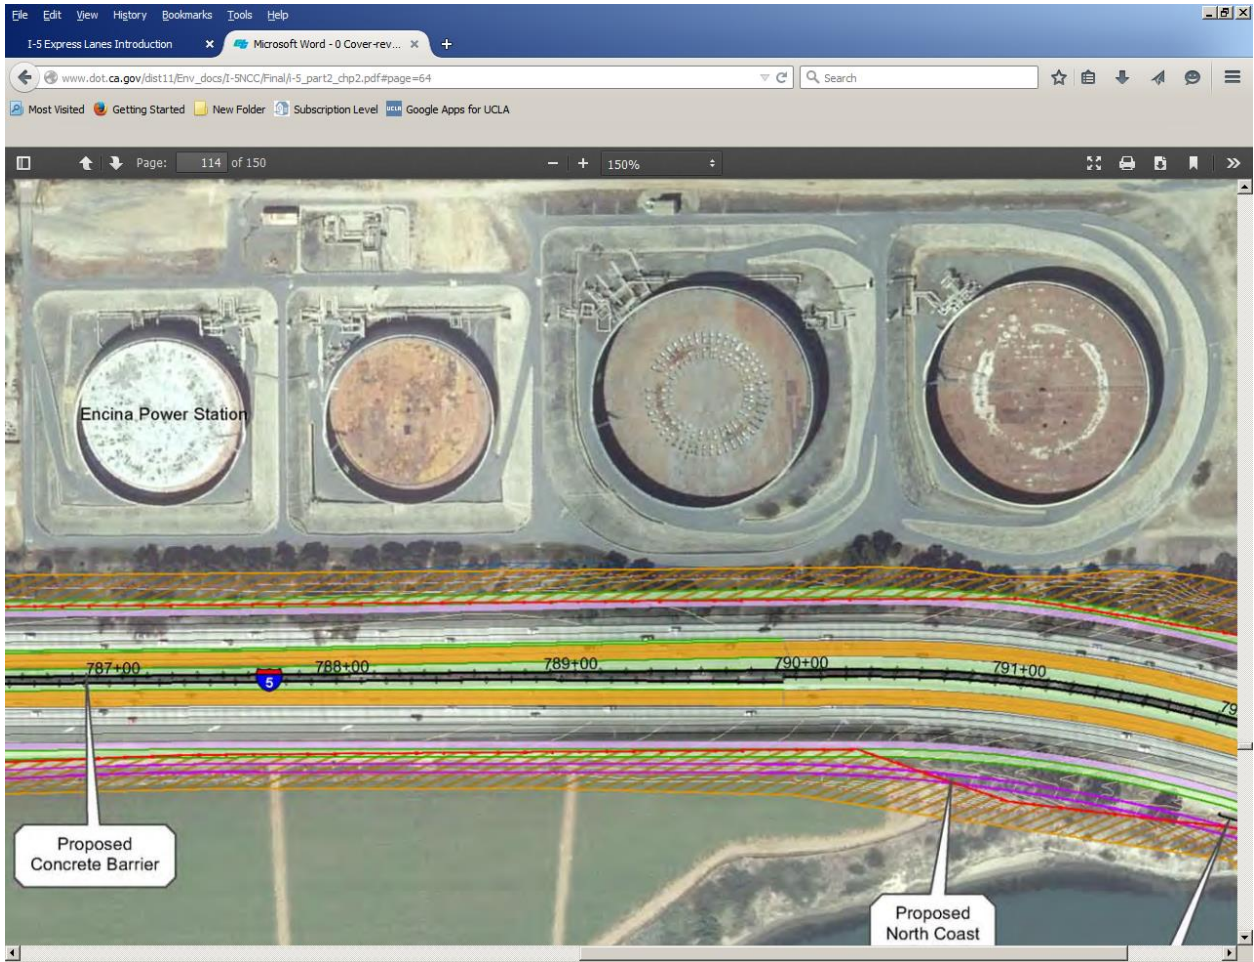 File Edit View History Bookmarks Tools Help
I-5 Express Lanes Introduction × Microsoft Word - 0 Cover-rev... × +
www.dot.ca.gov/dist11/Env_docs/I-5NCC/Final/i-5_part2_chp2.pdf#page=64 Search
Most Visited Getting Started New Folder Subscription Level UCLA Google Apps for UCLA
Page: 114 of 150 − + 150%
Encina Power Station
787+00 788+00 789+00 790+00 791+00 79
5
Proposed
Concrete Barrier
Proposed
North Coast